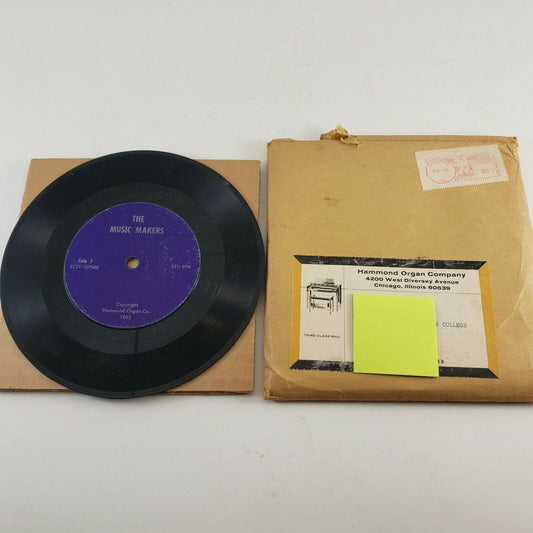 THE
MUSIC MAKERS
Side 1
33⅓ RPM
Copyright
Hammond Organ Co.
1963
Hammond Organ Company
4200 West Diversey Avenue
Chicago, Illinois 60639
COLLEGE
THIRD CLASS MAIL